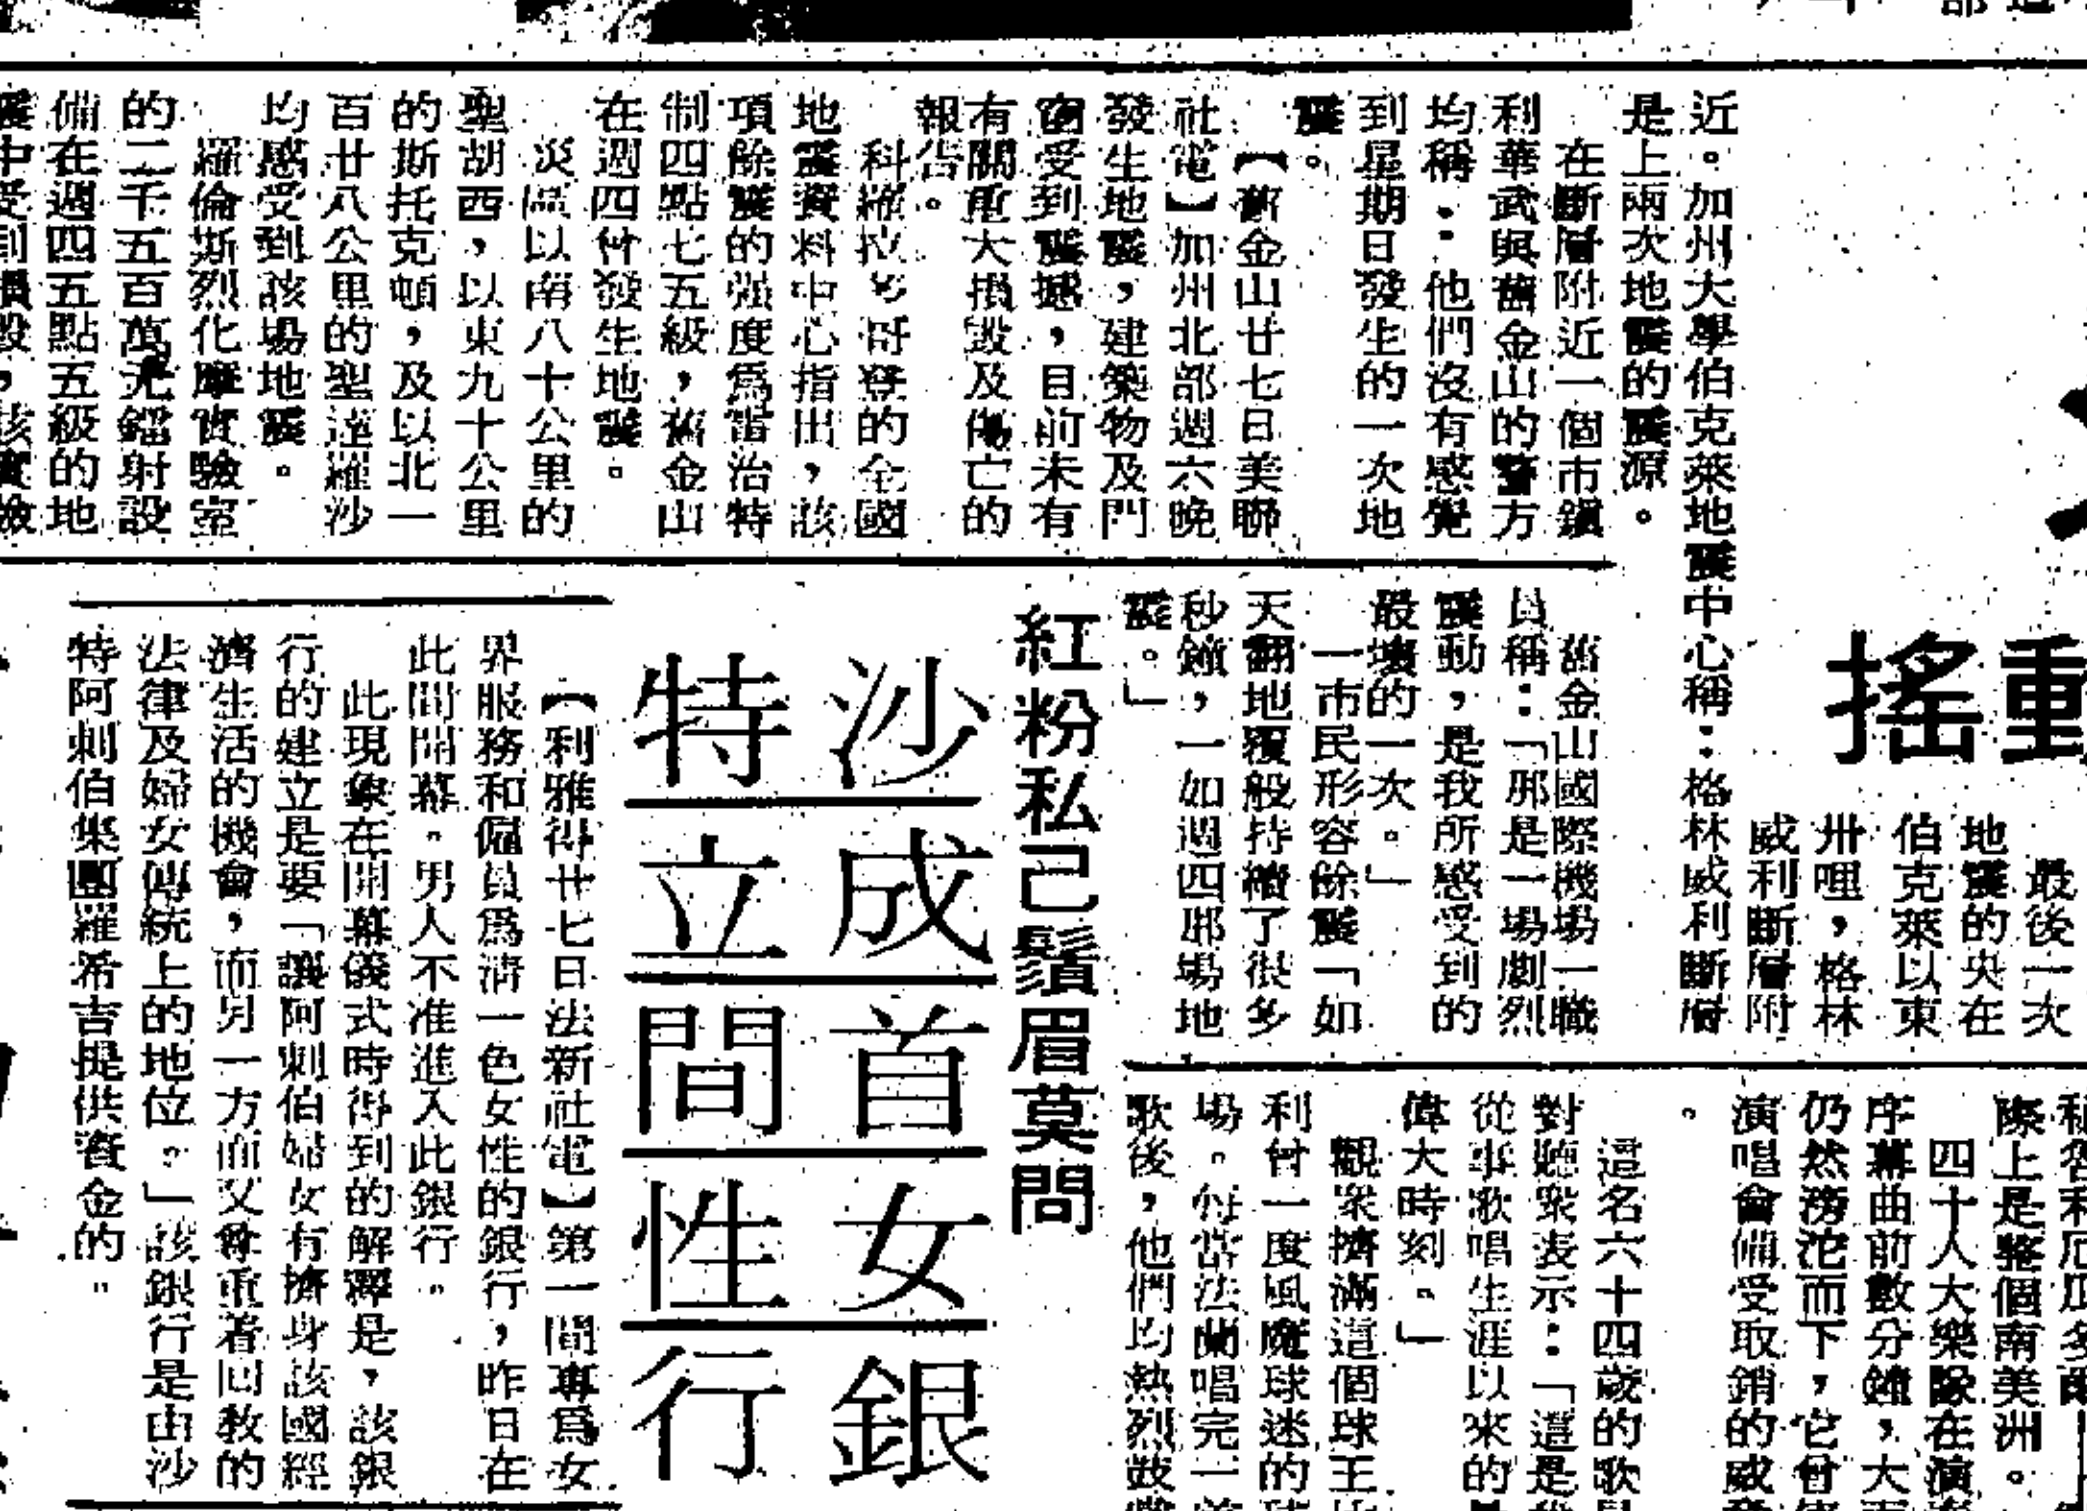 重
搖
最後一次
地震的央在
伯克萊以東
卅哩，格林
威利斷層附
近。加州大學伯克萊地震中心稱：格林威利斷層
是上兩次地震的震源。
在斷層附近一個市鎮
利華武與舊金山的警方
均稱：他們沒有感覺
到星期日發生的一次地
震。
【舊金山廿七日美聯
社電】加州北部週六晚
發生地震，建築物及門
窗受到震撼，目前未有
有關重大損毀及傷亡的
報告。
科羅拉多哥登的全國
地震資料中心指出，該
項餘震的强度爲雷治特
制四點七五級，舊金山
在週四曾發生地震。
災區以南八十公里的
聖胡西，以東九十公里
的斯托克頓，及以北一
百廿八公里的聖達羅沙
均感受到該場地震。
羅倫斯烈化摩實驗室
的二千五百萬元鐳射設
備在週四五點五級的地
震中受到損毀，該實驗
舊金山國際機場一職
員稱：「那是一場劇烈
震動，是我所感受到的
最壞的一次。」
一市民形容餘震「如
天翻地覆般持續了很多
秒鐘，一如週四那場地
震。」
紅粉私己鬚眉莫問
沙成首女銀
特立間性行
【利雅得廿七日法新社電】第一間專爲女
界服務和僱員爲清一色女性的銀行，昨日在
此間開幕。男人不准進入此銀行。
此現象在開幕儀式時得到的解釋是，該銀
行的建立是要「讓阿剌伯婦女有擠身該國經
濟生活的機會，而另一方面又尊重着回教的
法律及婦女傳統上的地位。」該銀行是由沙
特阿剌伯集團羅希吉提供資金的。
際上是整個南美洲。
四十人大樂隊在演
序幕曲前數分鐘，大
仍然滂沱而下，它曾使
演唱會備受取銷的威
。
這名六十四歲的歌
對聽衆表示：「這是我
從事歌唱生涯以來的
偉大時刻。」
觀衆擠滿這個球王比
利曾一度風魔球迷的球
場。每當法蘭唱完一首
歌後，他們均熱烈鼓